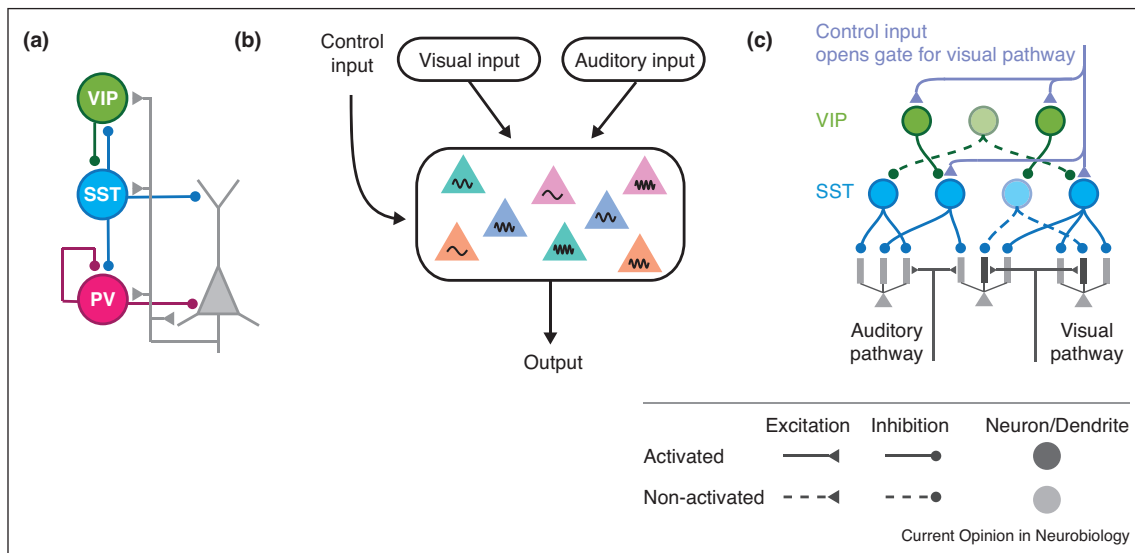 (a)
VIP
SST
PV
(b)
Control
input
Visual input
Auditory input
Output
(c)
Control input
opens gate for visual pathway
VIP
SST
Auditory
pathway
Visual
pathway
Excitation Inhibition Neuron/Dendrite
Activated
Non-activated
Current Opinion in Neurobiology